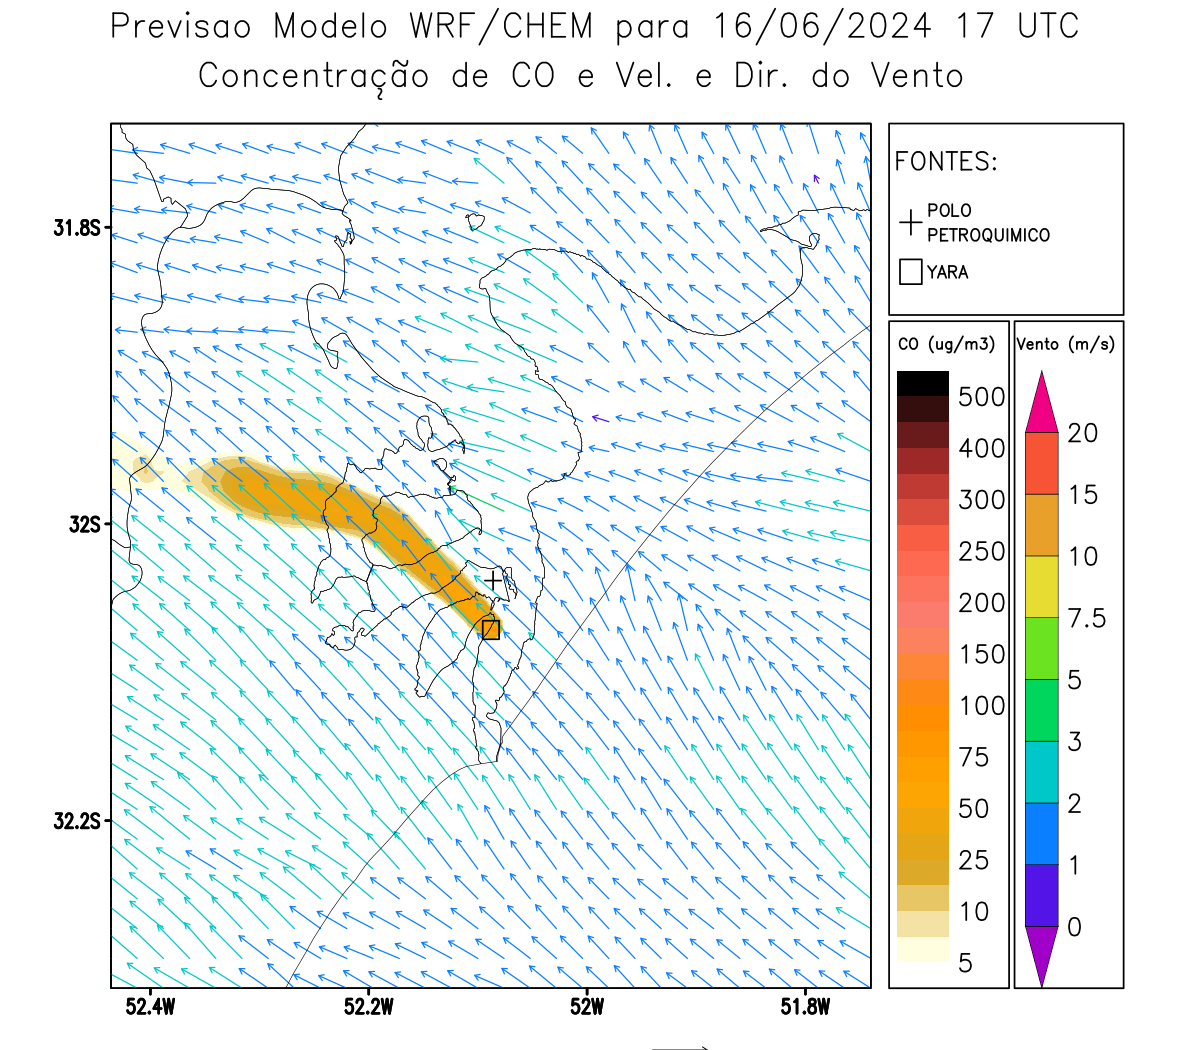 Previsao Modelo WRF/CHEM para 16/06/2024 17 UTC
Concentração de CO e Vel. e Dir. do Vento
FONTES:
POLO
PETROQUIMICO
YARA
CO (ug/m3)
500
400
300
250
200
150
100
75
50
25
10
5
Vento (m/s)
20
15
10
7.5
5
3
2
1
0
31.8S
32S
32.2S
52.4W
52.2W
52W
51.8W